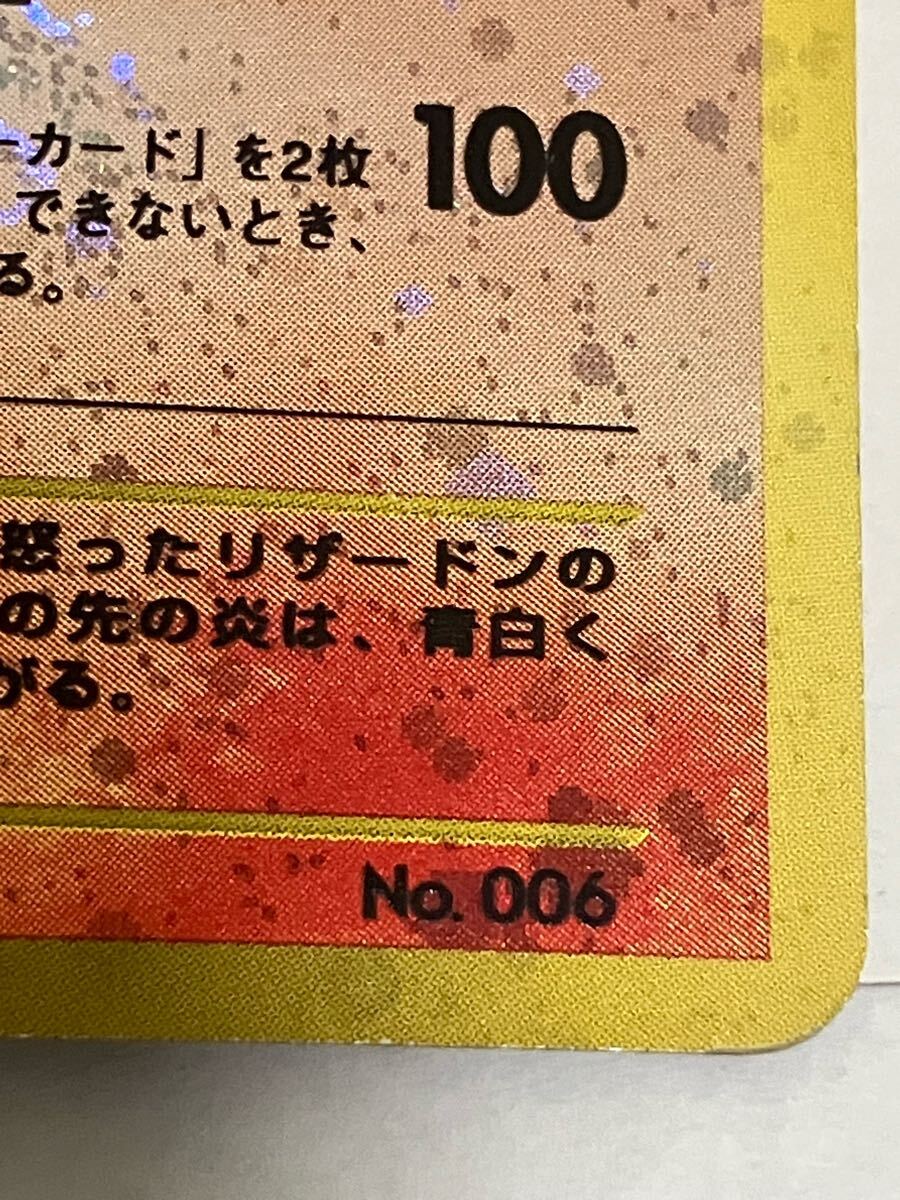 ーカード」を2枚
100
できないとき、
る。
怒ったリザードンの
の先の炎は、青白く
がる。
No. 006